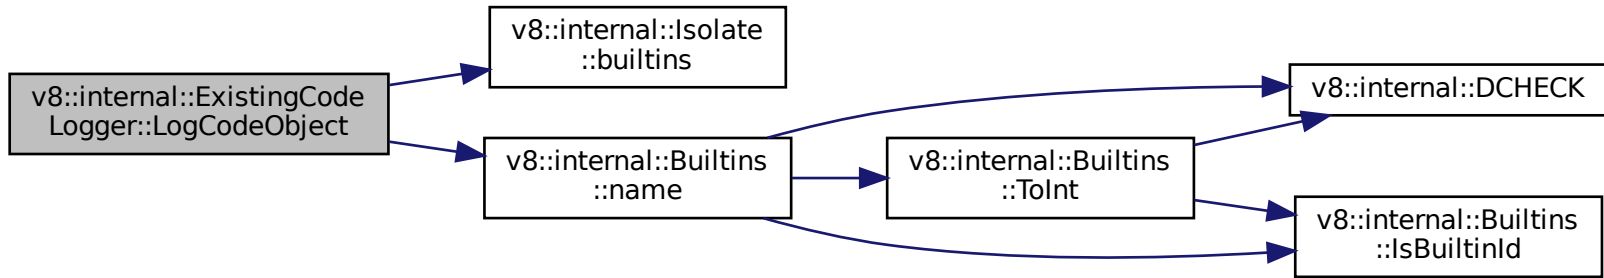 v8::internal::ExistingCode
Logger::LogCodeObject
v8::internal::Isolate
::builtins
v8::internal::Builtins
::name
v8::internal::Builtins
::ToInt
v8::internal::DCHECK
v8::internal::Builtins
::IsBuiltinId